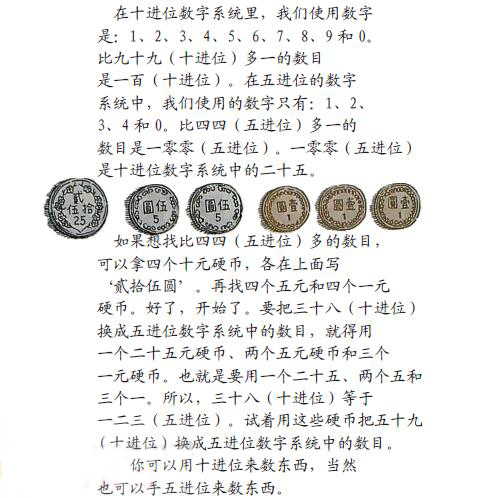 在十进位数字系统里，我们使用数字
是：1、2、3、4、5、6、7、8、9和0。
比九十九（十进位）多一的数目
是一百（十进位）。在五进位的数字
系统中，我们使用的数字只有：1、2、
3、4和0。比四四（五进位）多一的
数目是一零零（五进位）。一零零（五进位）
是十进位数字系统中的二十五。
贰 伍拾 25
圆伍 5
圆伍 5
圆壹 1
圆壹 1
圆壹 1
如果想找比四四（五进位）多的数目，
可以拿四个十元硬币，各在上面写
‘贰拾伍圆’。再找四个五元和四个一元
硬币。好了，开始了。要把三十八（十进位）
换成五进位数字系统中的数目，就得用
一个二十五元硬币、两个五元硬币和三个
一元硬币。也就是要用一个二十五、两个五和
三个一。所以，三十八（十进位）等于
一二三（五进位）。试着用这些硬币把五十九
（十进位）换成五进位数字系统中的数目。
你可以用十进位来数东西，当然
也可以手五进位来数东西。